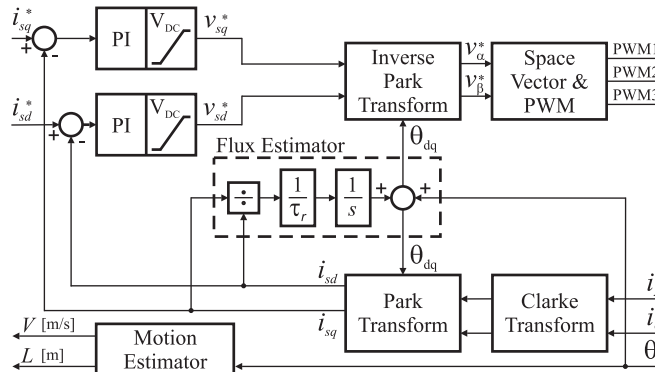 i*sq
+
-
PI
VDC
v*sq
Inverse
Park
Transform
v*α
v*β
Space
Vector &
PWM
PWM1
PWM2
PWM3
i*sd
+
-
PI
VDC
v*sd
θdq
Flux Estimator
÷
1
τr
1
s
+
+
θdq
isd
isq
Park
Transform
Clarke
Transform
i
i
θ
V [m/s]
L [m]
Motion
Estimator